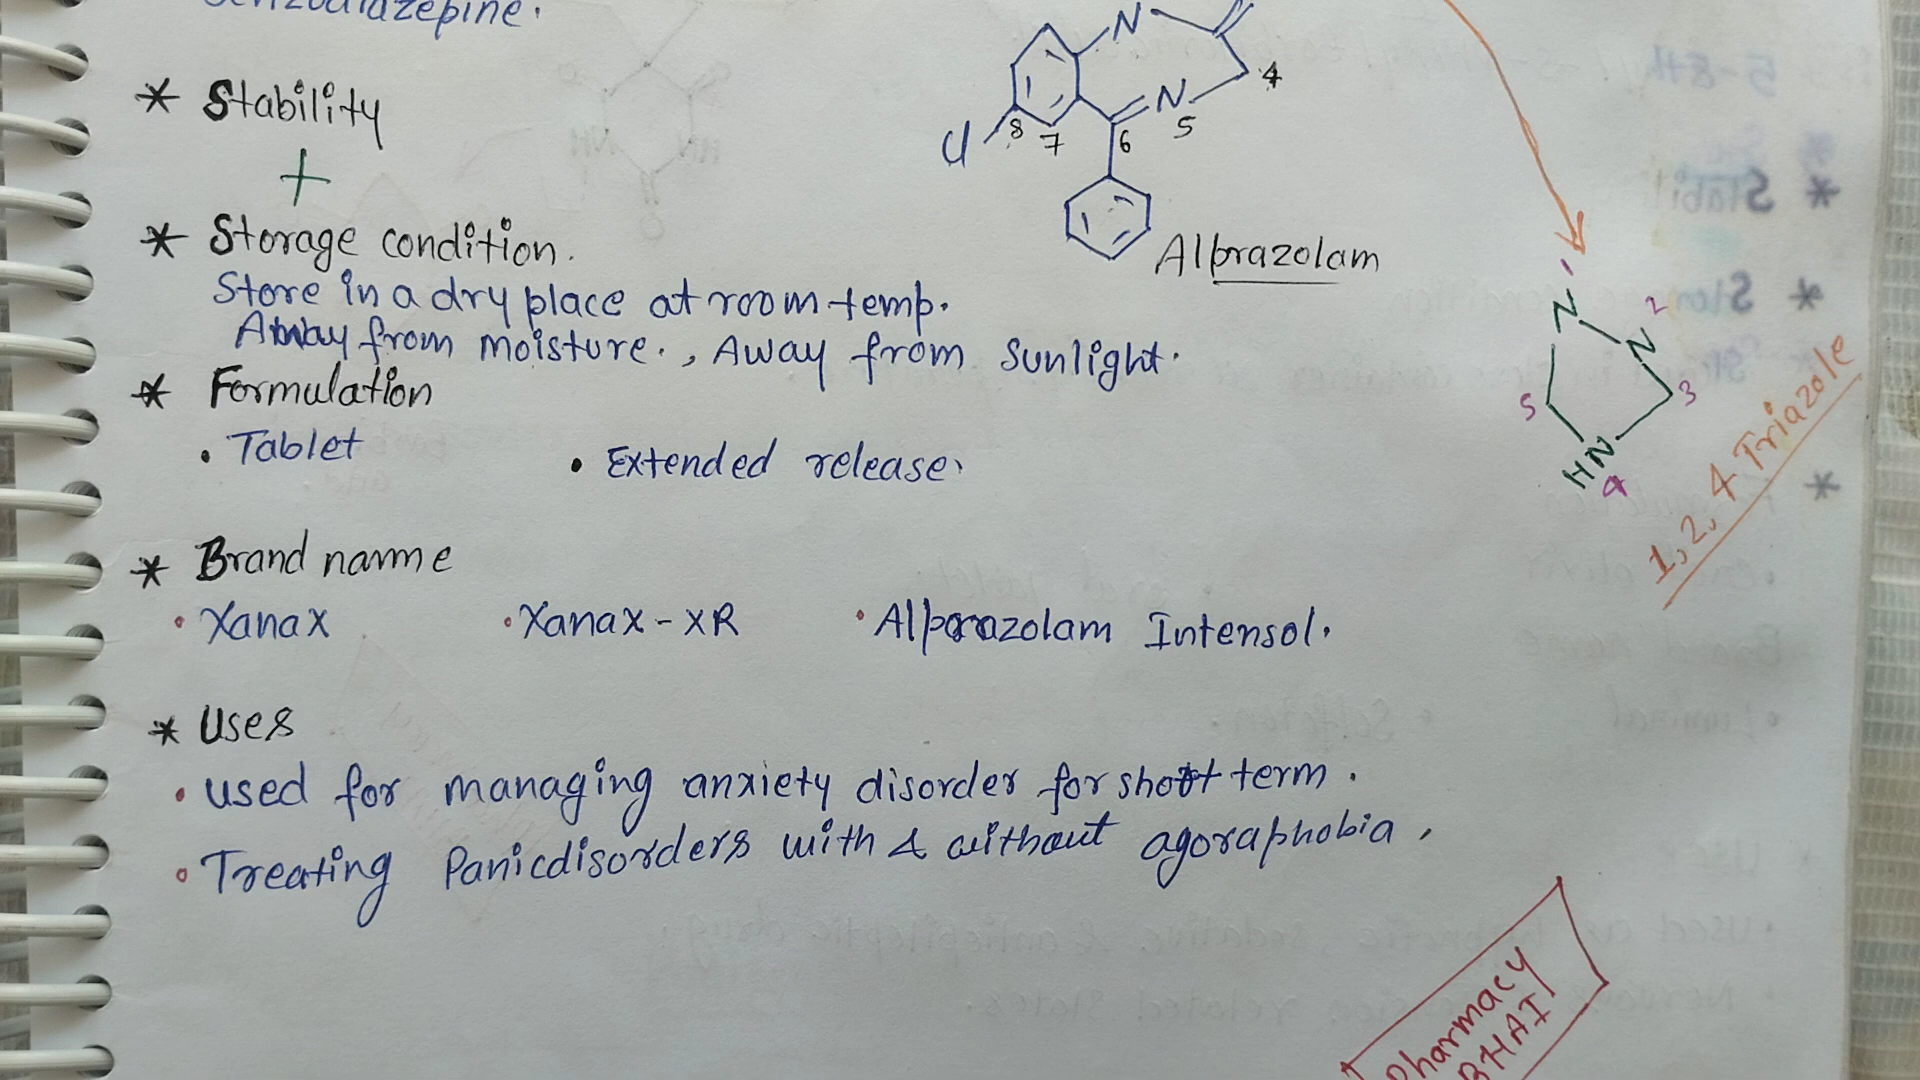 Benzodiazepine.
* Stability
+
* Storage condition.
Store in a dry place at room temp.
Away from moisture. , Away from sunlight.
* Formulation
• Tablet • Extended release.
* Brand name
• Xanax • Xanax-XR • Alprazolam Intensol.
* Uses
• used for managing anxiety disorder for short term.
• Treating Panicdisorders with & without agoraphobia,
N
4
N
5
6
7
8
Cl
Alprazolam
1
N
2
N
3
HN
4
5
1,2,4 Triazole
Pharmacy
BHAI